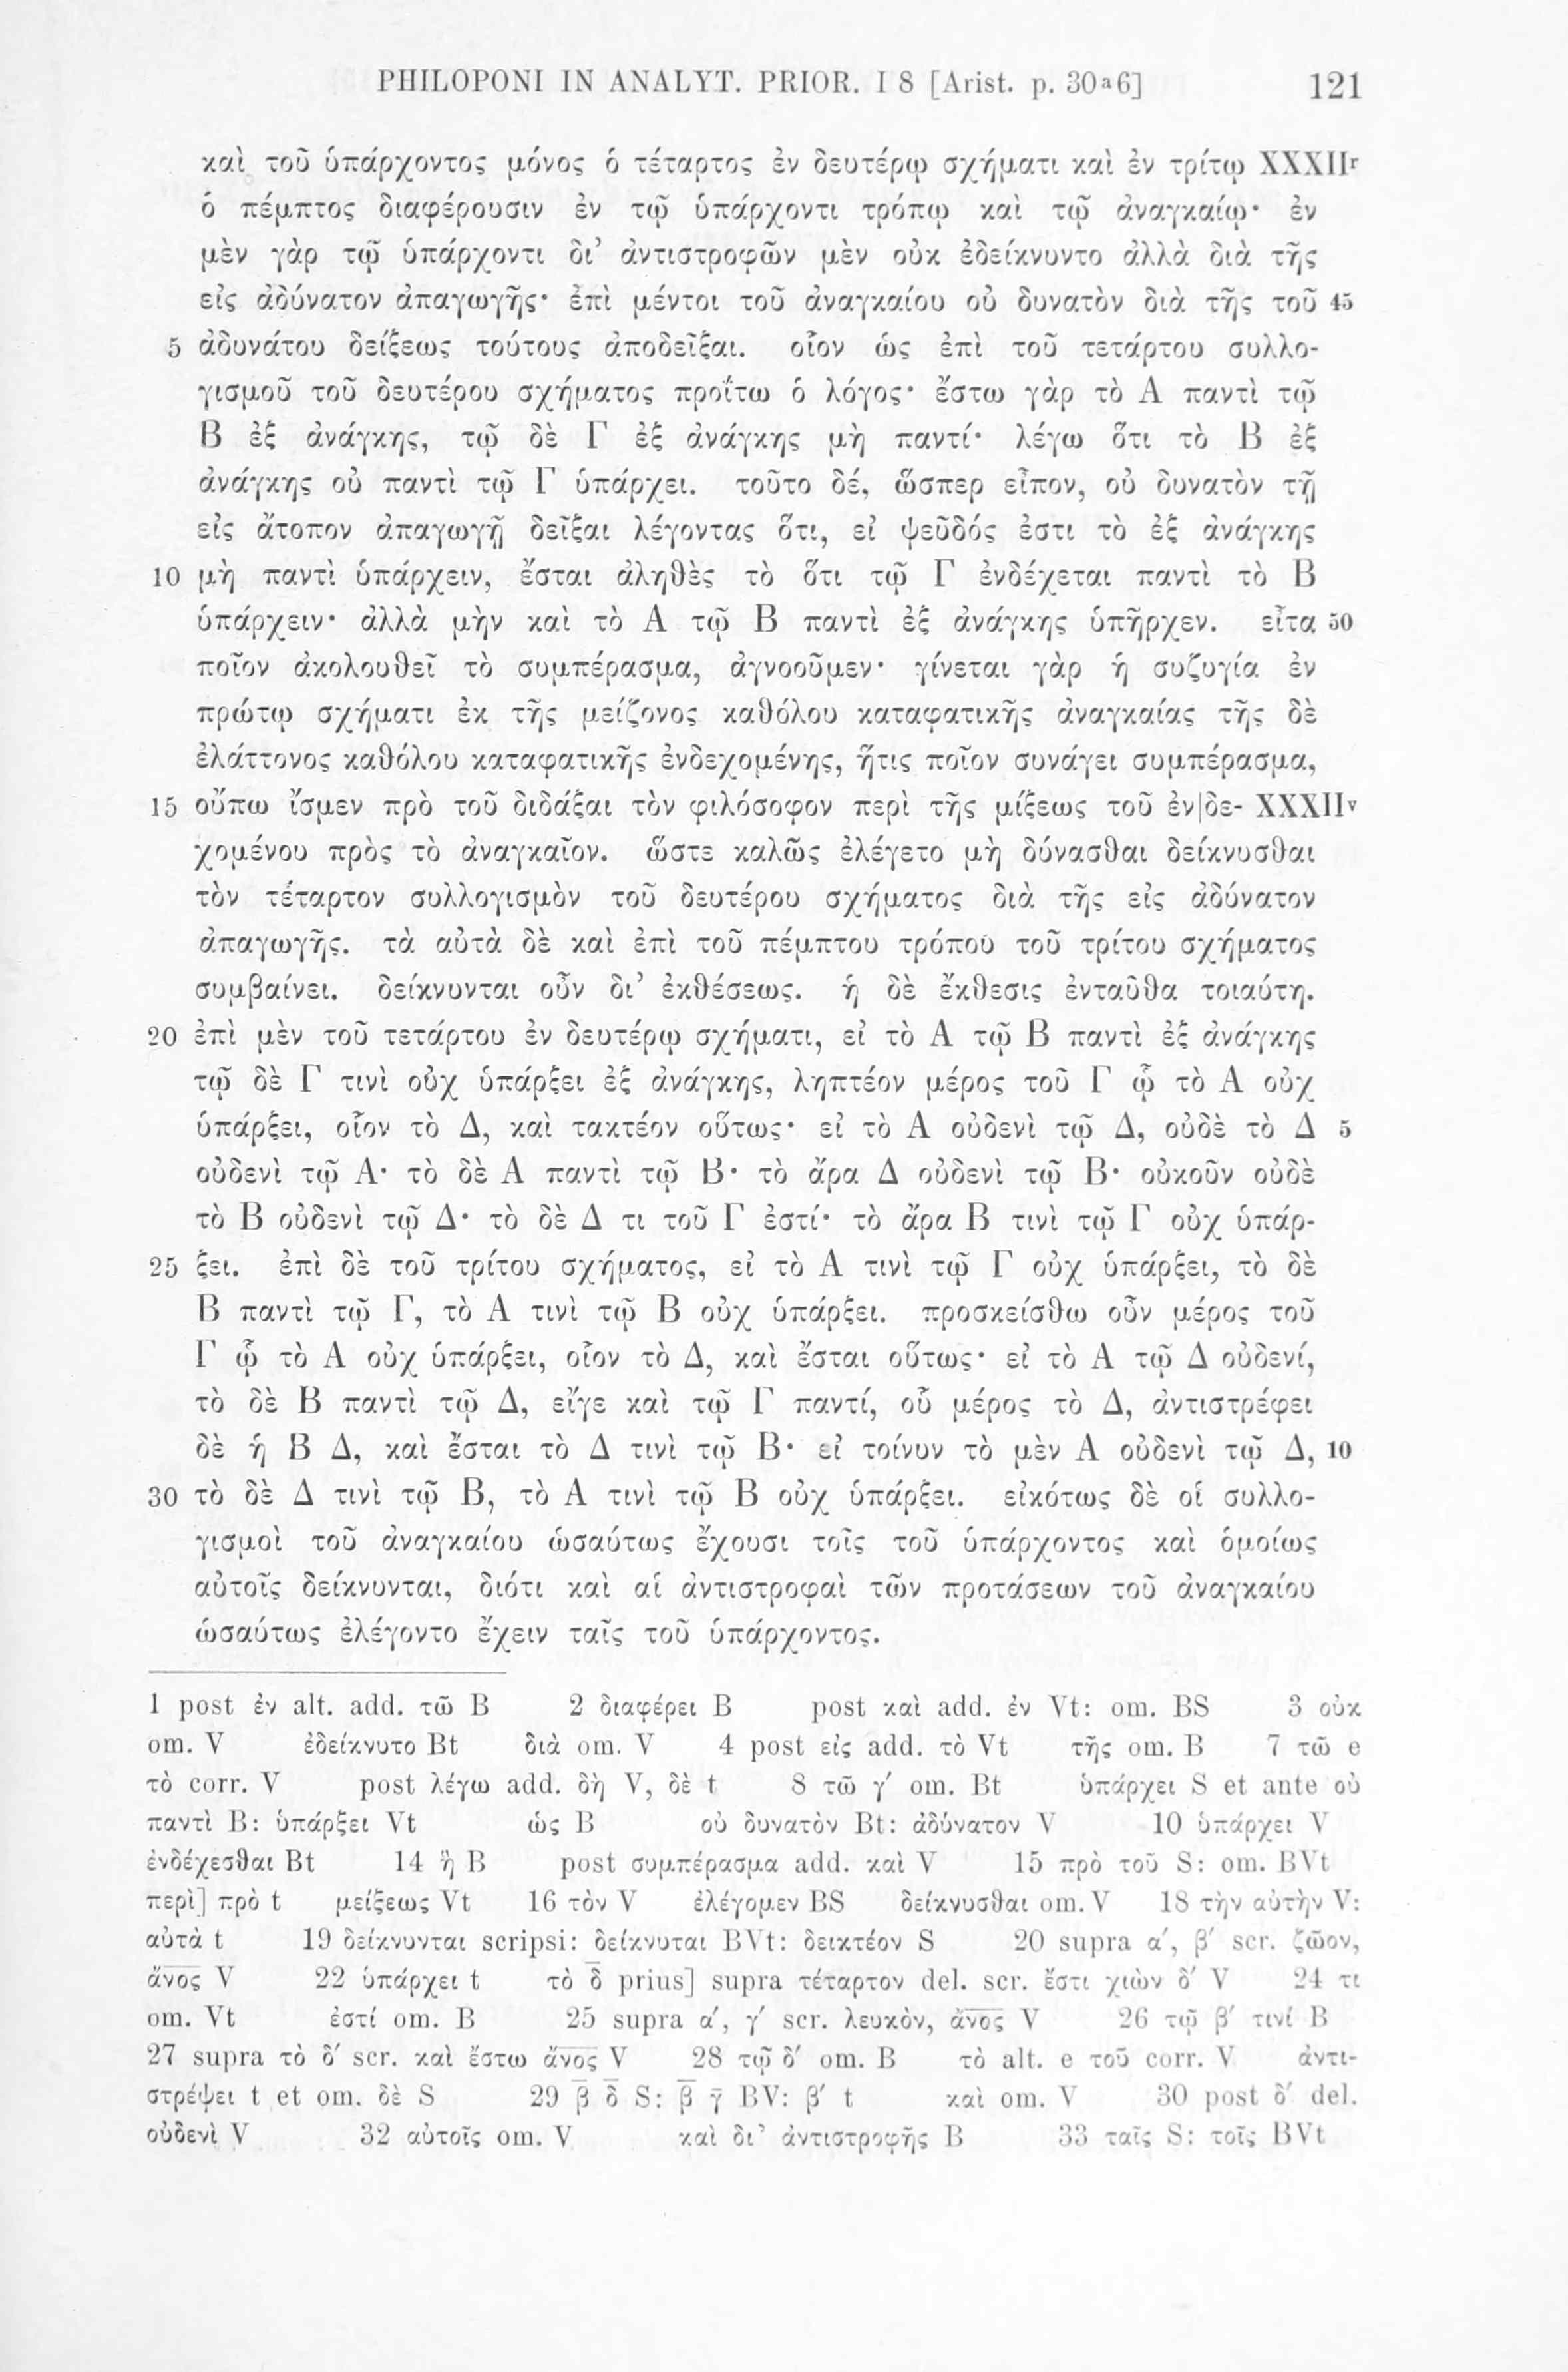 PHILOPONI IN ANALYT. PRIOR. I 8 [Arist. p. 30ª6] 121
καὶ τοῦ ὑπάρχοντος μόνος ὁ τέταρτος ἐν δευτέρῳ σχήματι καὶ ἐν τρίτῳ XXXIIʳ
ὁ πέμπτος διαφέρουσιν ἐν τῷ ὑπάρχοντι τρόπῳ καὶ τῷ ἀναγκαίῳ· ἐν
μὲν γὰρ τῷ ὑπάρχοντι δι’ ἀντιστροφῶν μὲν οὐκ ἐδείκνυντο ἀλλὰ διὰ τῆς
εἰς ἀδύνατον ἀπαγωγῆς· ἐπὶ μέντοι τοῦ ἀναγκαίου οὐ δυνατὸν διὰ τῆς τοῦ 45
5 ἀδυνάτου δείξεως τούτους ἀποδεῖξαι. οἷον ὡς ἐπὶ τοῦ τετάρτου συλλο-
γισμοῦ τοῦ δευτέρου σχήματος προΐτω ὁ λόγος· ἔστω γὰρ τὸ Α παντὶ τῷ
Β ἐξ ἀνάγκης, τῷ δὲ Γ ἐξ ἀνάγκης μὴ παντί· λέγω ὅτι τὸ Β ἐξ
ἀνάγκης οὐ παντὶ τῷ Γ ὑπάρχει. τοῦτο δέ, ὥσπερ εἶπον, οὐ δυνατὸν τῇ
εἰς ἄτοπον ἀπαγωγῇ δεῖξαι λέγοντας ὅτι, εἰ ψεῦδός ἐστι τὸ ἐξ ἀνάγκης
10 μὴ παντὶ ὑπάρχειν, ἔσται ἀληθὲς τὸ ὅτι τῷ Γ ἐνδέχεται παντὶ τὸ Β
ὑπάρχειν· ἀλλὰ μὴν καὶ τὸ Α τῷ Β παντὶ ἐξ ἀνάγκης ὑπῆρχεν. εἶτα 50
ποῖον ἀκολουθεῖ τὸ συμπέρασμα, ἀγνοοῦμεν· γίνεται γὰρ ἡ συζυγία ἐν
πρώτῳ σχήματι ἐκ τῆς μείζονος καθόλου καταφατικῆς ἀναγκαίας τῆς δὲ
ἐλάττονος καθόλου καταφατικῆς ἐνδεχομένης, ἥτις ποῖον συνάγει συμπέρασμα,
15 οὔπω ἴσμεν πρὸ τοῦ διδάξαι τὸν φιλόσοφον περὶ τῆς μίξεως τοῦ ἐν|δε- XXXIIᵛ
χομένου πρὸς τὸ ἀναγκαῖον. ὥστε καλῶς ἐλέγετο μὴ δύνασθαι δείκνυσθαι
τὸν τέταρτον συλλογισμὸν τοῦ δευτέρου σχήματος διὰ τῆς εἰς ἀδύνατον
ἀπαγωγῆς. τὰ αὐτὰ δὲ καὶ ἐπὶ τοῦ πέμπτου τρόπου τοῦ τρίτου σχήματος
συμβαίνει. δείκνυνται οὖν δι’ ἐκθέσεως. ἡ δὲ ἔκθεσις ἐνταῦθα τοιαύτη.
20 ἐπὶ μὲν τοῦ τετάρτου ἐν δευτέρῳ σχήματι, εἰ τὸ Α τῷ Β παντὶ ἐξ ἀνάγκης
τῷ δὲ Γ τινὶ οὐχ ὑπάρξει ἐξ ἀνάγκης, ληπτέον μέρος τοῦ Γ ᾧ τὸ Α οὐχ
ὑπάρξει, οἷον τὸ Δ, καὶ τακτέον οὕτως· εἰ τὸ Α οὐδενὶ τῷ Δ, οὐδὲ τὸ Δ 5
οὐδενὶ τῷ Α· τὸ δὲ Α παντὶ τῷ Β· τὸ ἄρα Δ οὐδενὶ τῷ Β· οὐκοῦν οὐδὲ
τὸ Β οὐδενὶ τῷ Δ· τὸ δὲ Δ τι τοῦ Γ ἐστί· τὸ ἄρα Β τινὶ τῷ Γ οὐχ ὑπάρ-
25 ξει. ἐπὶ δὲ τοῦ τρίτου σχήματος, εἰ τὸ Α τινὶ τῷ Γ οὐχ ὑπάρξει, τὸ δὲ
Β παντὶ τῷ Γ, τὸ Α τινὶ τῷ Β οὐχ ὑπάρξει. προσκείσθω οὖν μέρος τοῦ
Γ ᾧ τὸ Α οὐχ ὑπάρξει, οἷον τὸ Δ, καὶ ἔσται οὕτως· εἰ τὸ Α τῷ Δ οὐδενί,
τὸ δὲ Β παντὶ τῷ Δ, εἴγε καὶ τῷ Γ παντί, οὗ μέρος τὸ Δ, ἀντιστρέφει
δὲ ἡ Β Δ, καὶ ἔσται τὸ Δ τινὶ τῷ Β· εἰ τοίνυν τὸ μὲν Α οὐδενὶ τῷ Δ, 10
30 τὸ δὲ Δ τινὶ τῷ Β, τὸ Α τινὶ τῷ Β οὐχ ὑπάρξει. εἰκότως δὲ οἱ συλλο-
γισμοὶ τοῦ ἀναγκαίου ὡσαύτως ἔχουσι τοῖς τοῦ ὑπάρχοντος καὶ ὁμοίως
αὐτοῖς δείκνυνται, διότι καὶ αἱ ἀντιστροφαὶ τῶν προτάσεων τοῦ ἀναγκαίου
ὡσαύτως ἐλέγοντο ἔχειν ταῖς τοῦ ὑπάρχοντος.
1 post ἐν alt. add. τῶ B 2 διαφέρει B post καὶ add. ἐν Vt: om. BS 3 οὐκ
om. V ἐδείκνυτο Bt διὰ om. V 4 post εἰς add. τὸ Vt τῆς om. B 7 τῶ e
τὸ corr. V post λέγω add. δὴ V, δὲ t 8 τῶ γ′ om. Bt ὑπάρχει S et ante οὐ
παντὶ B: ὑπάρξει Vt ὡς B οὐ δυνατὸν Bt: ἀδύνατον V 10 ὑπάρχει V
ἐνδέχεσθαι Bt 14 ἢ B post συμπέρασμα add. καὶ V 15 πρὸ τοῦ S: om. BVt
περὶ] πρὸ t μείξεως Vt 16 τὸν V ἐλέγομεν BS δείκνυσθαι om. V 18 τὴν αὐτὴν V:
αὐτὰ t 19 δείκνυνται scripsi: δείκνυται BVt: δεικτέον S 20 supra α′, β′ scr. ζῶον,
ἄν̅ο̅ς V 22 ὑπάρχει t τὸ δ̅ prius] supra τέταρτον del. scr. ἔστι χιὼν δ′ V 24 τι
om. Vt ἐστί om. B 25 supra α′, γ′ scr. λευκὸν, ἄν̅ο̅ς V 26 τῷ β′ τινί B
27 supra τὸ δ′ scr. καὶ ἔστω ἄν̅ο̅ς V 28 τῷ δ′ om. B τὸ alt. e τοῦ corr. V ἀντι-
στρέψει t et om. δὲ S 29 β̅ δ̅ S: β̅ γ̅ BV: β′ t καὶ om. V 30 post δ′ del.
οὐδενὶ V 32 αὐτοῖς om. V καὶ δι’ ἀντιστροφῆς B 33 ταῖς S: τοῖς BVt